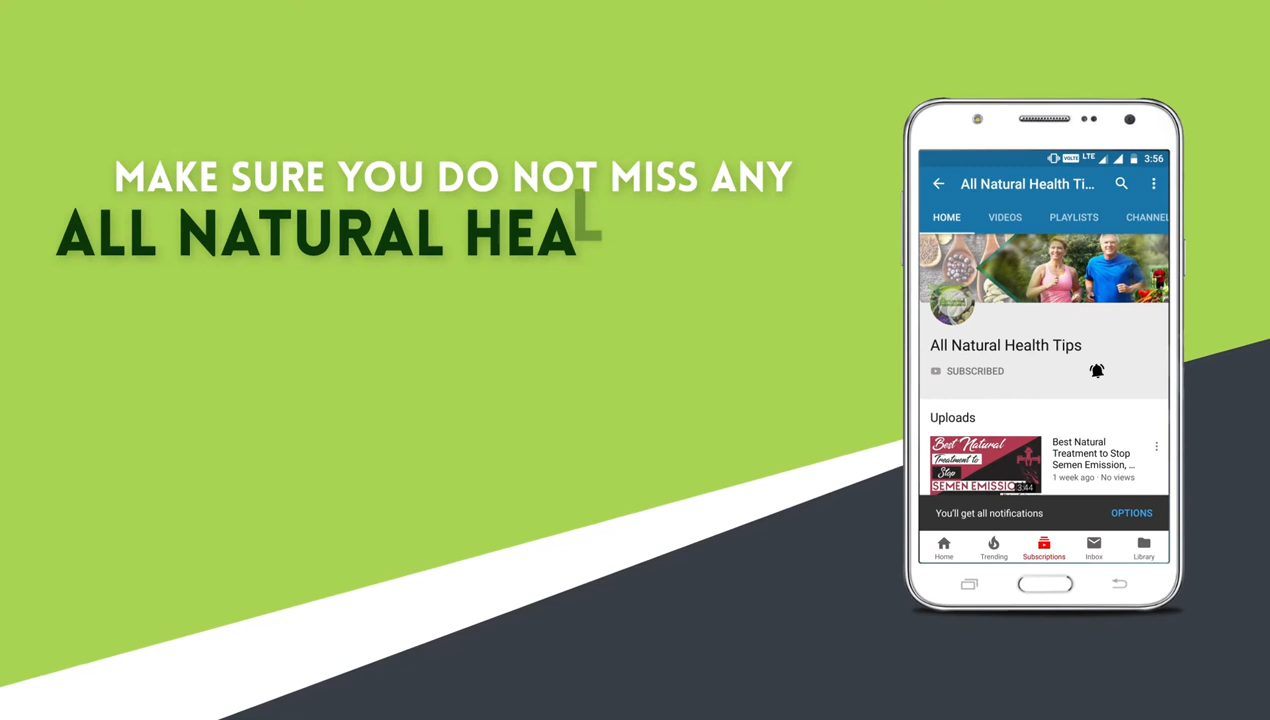 MAKE SURE YOU DO NOT MISS ANY
ALL NATURAL HEAL
VOLTE LTE 3:56
All Natural Health Ti...
HOME VIDEOS PLAYLISTS CHANNEL
All Natural Health Tips
SUBSCRIBED
Uploads
Best Natural
Treatment to
Stop
SEMEN EMISSIO
3:44
Best Natural
Treatment to Stop
Semen Emission, ...
1 week ago · No views
You'll get all notifications OPTIONS
Home Trending Subscriptions Inbox Library